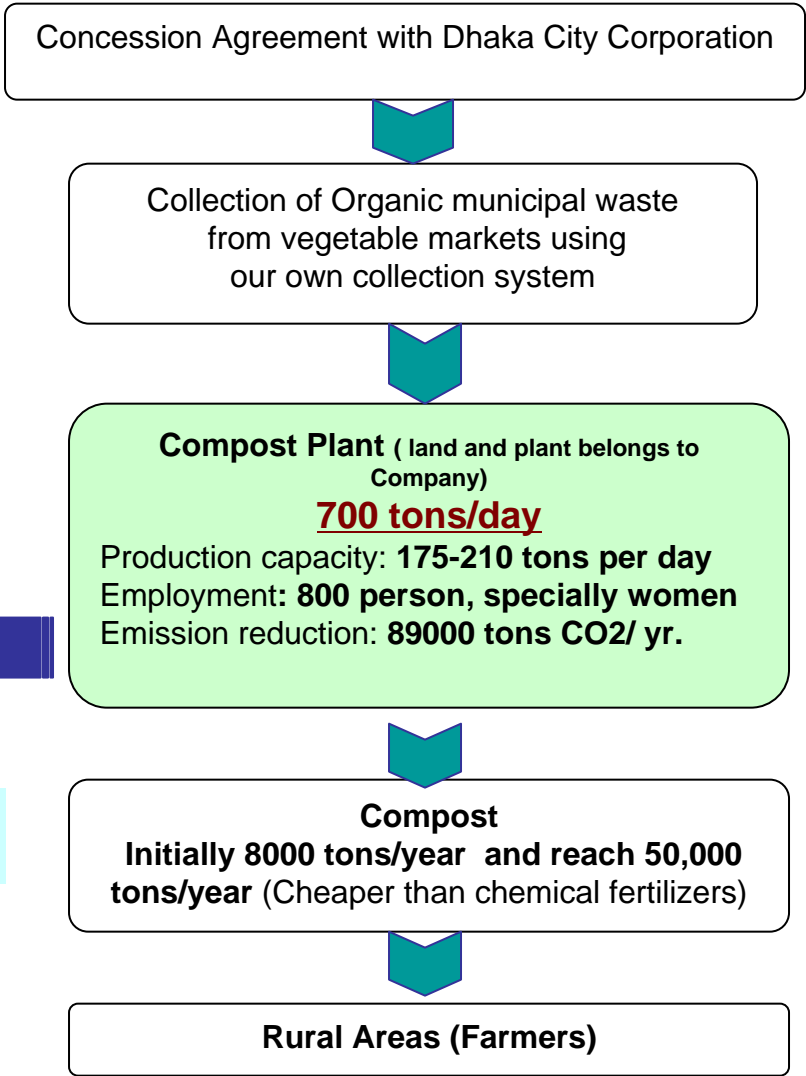 Concession Agreement with Dhaka City Corporation
Collection of Organic municipal waste
from vegetable markets using
our own collection system
Compost Plant ( land and plant belongs to
Company)
700 tons/day
Production capacity: 175-210 tons per day
Employment: 800 person, specially women
Emission reduction: 89000 tons CO2/ yr.
Compost
Initially 8000 tons/year and reach 50,000
tons/year (Cheaper than chemical fertilizers)
Rural Areas (Farmers)